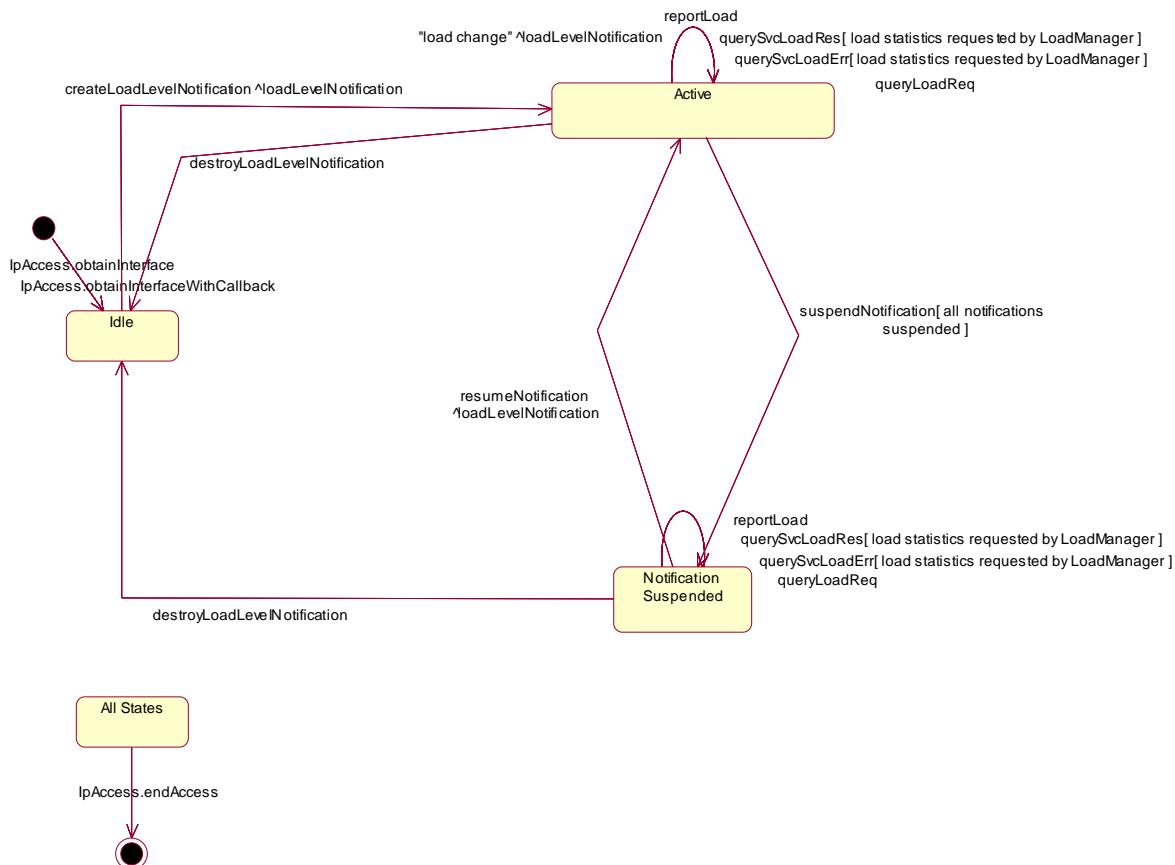 reportLoad
"load change" ^loadLevelNotification
querySvcLoadRes[ load statistics requested by LoadManager ]
querySvcLoadErr[ load statistics requested by LoadManager ]
queryLoadReq
Active
createLoadLevelNotification ^loadLevelNotification
destroyLoadLevelNotification
IpAccess.obtainInterface
IpAccess.obtainInterfaceWithCallback
Idle
suspendNotification[ all notifications
suspended ]
resumeNotification
^loadLevelNotification
reportLoad
querySvcLoadRes[ load statistics requested by LoadManager ]
querySvcLoadErr[ load statistics requested by LoadManager ]
queryLoadReq
Notification
Suspended
destroyLoadLevelNotification
All States
IpAccess.endAccess